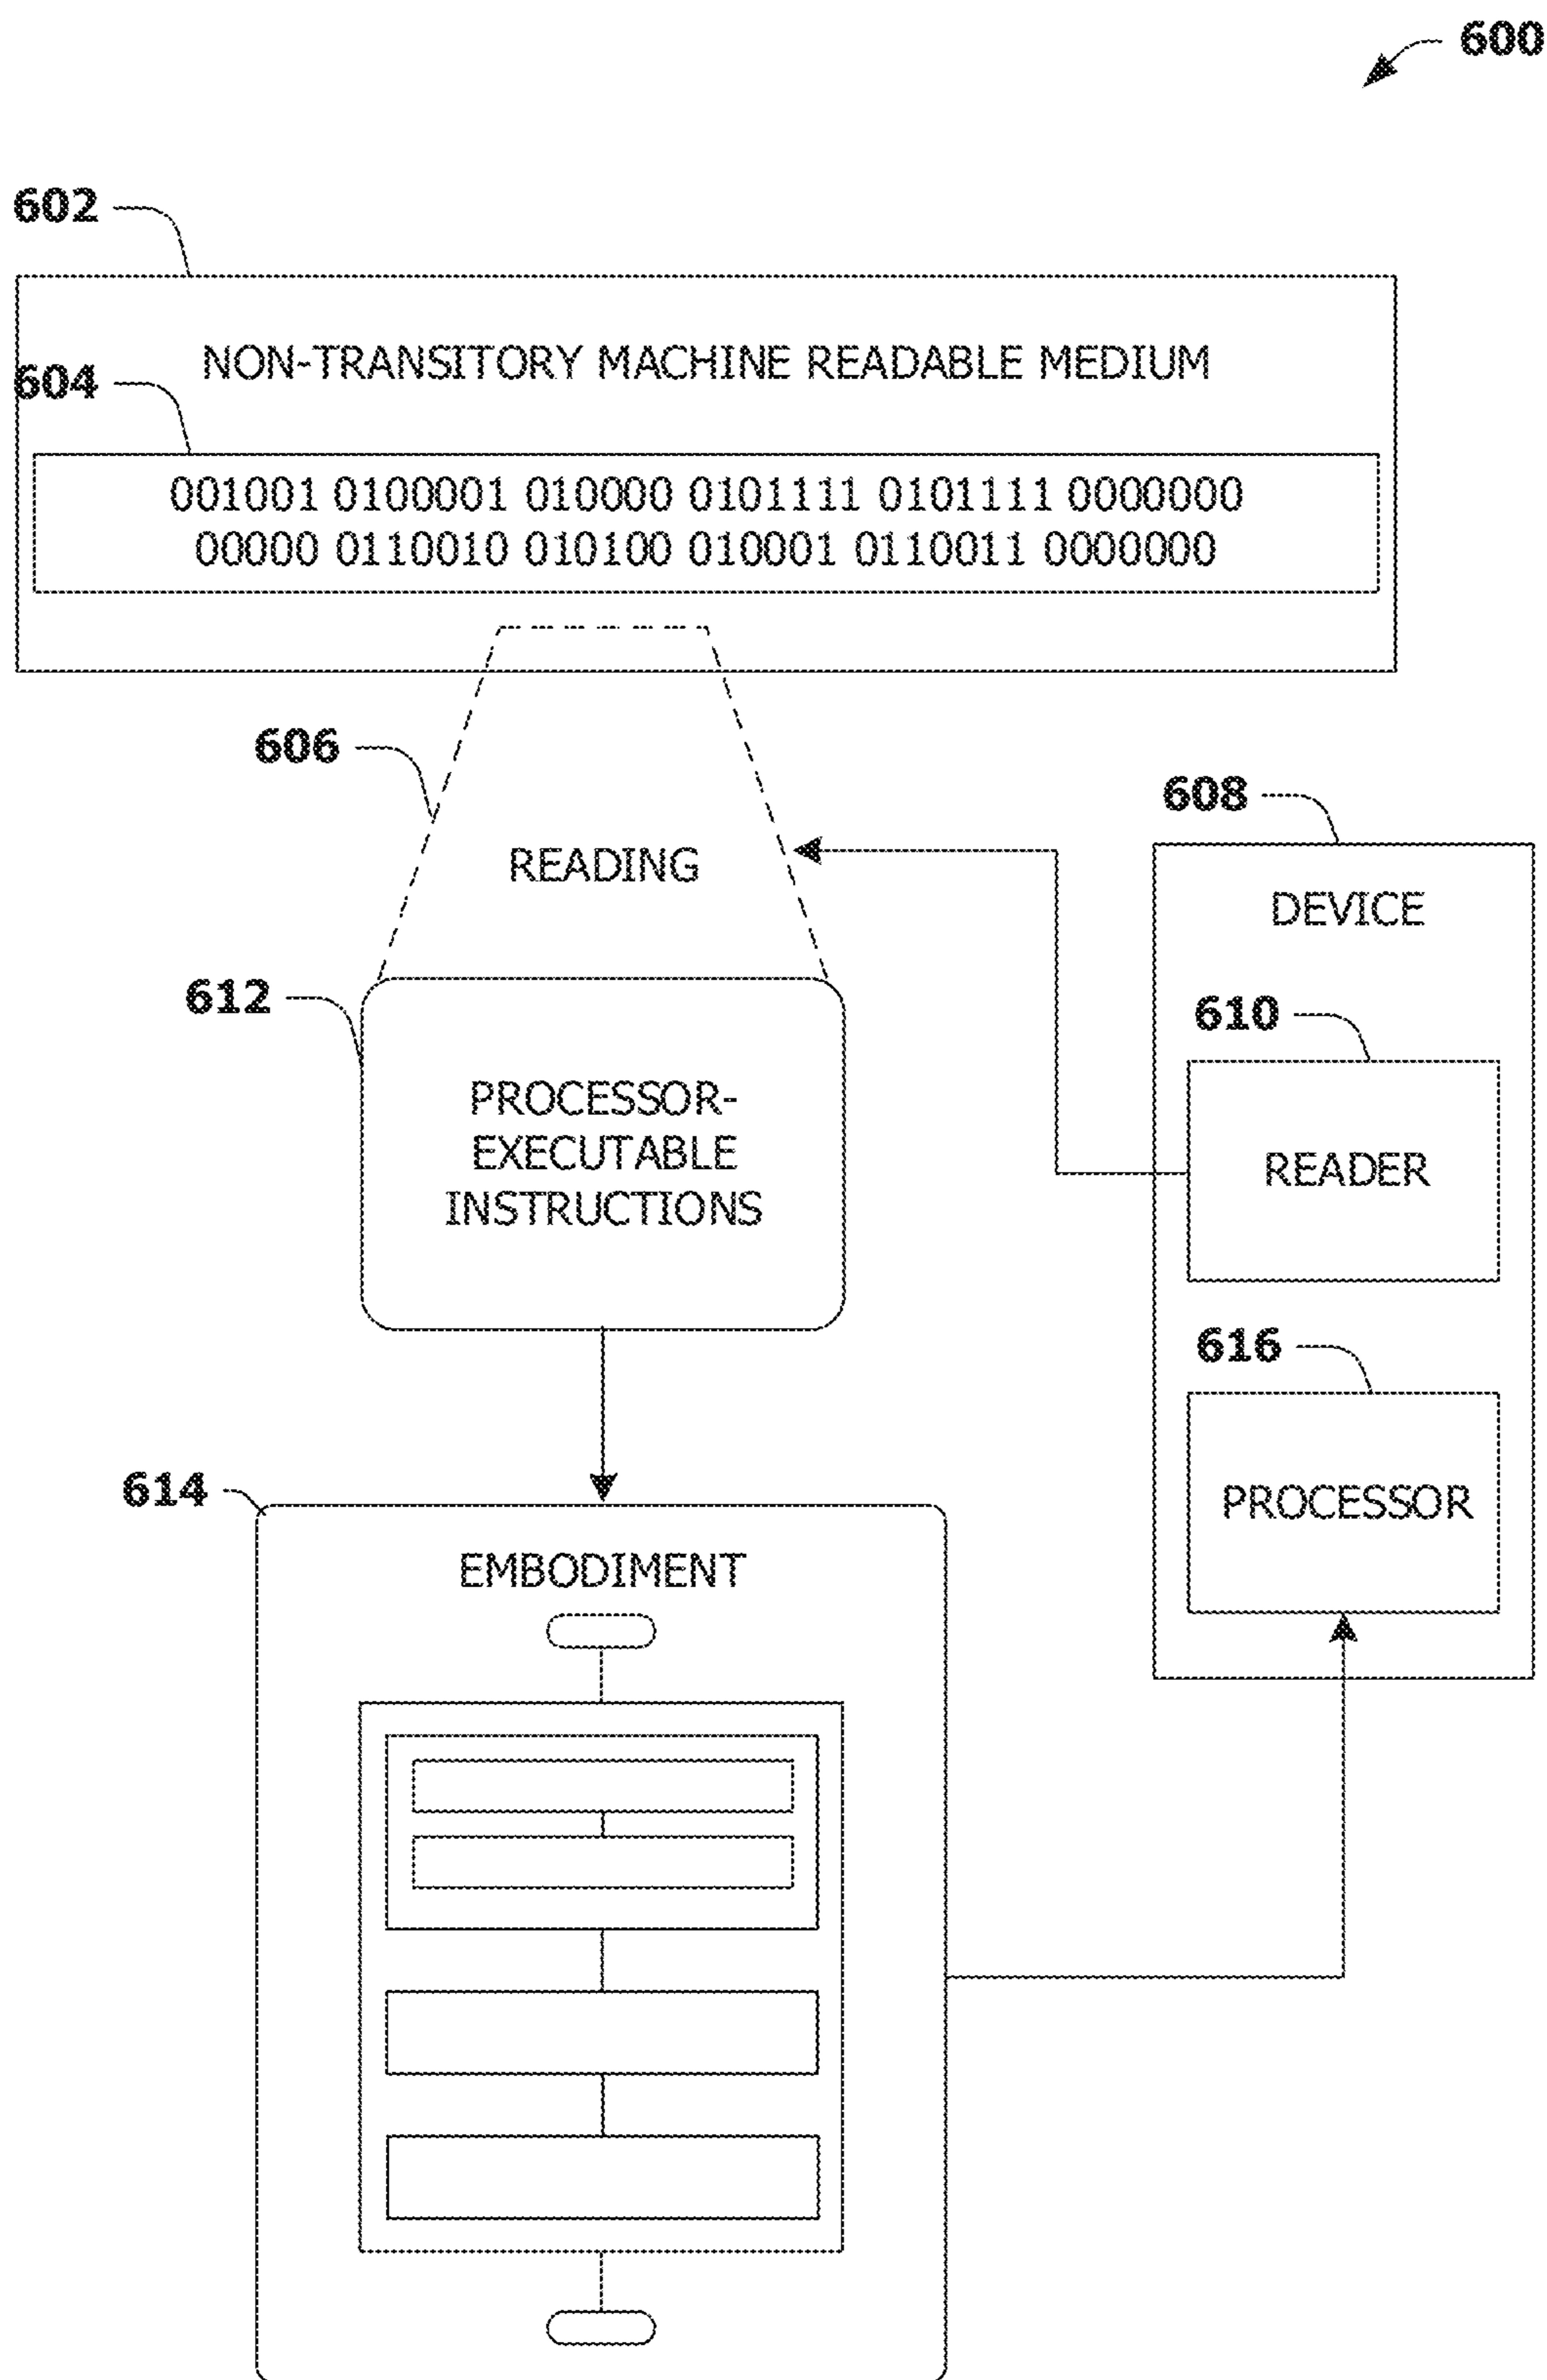 600
602
NON-TRANSITORY MACHINE READABLE MEDIUM
604
001001 0100001 010000 0101111 0101111 0000000
00000 0110010 010100 010001 0110011 0000000
606
READING
608
DEVICE
610
READER
612
PROCESSOR-
EXECUTABLE
INSTRUCTIONS
616
PROCESSOR
614
EMBODIMENT